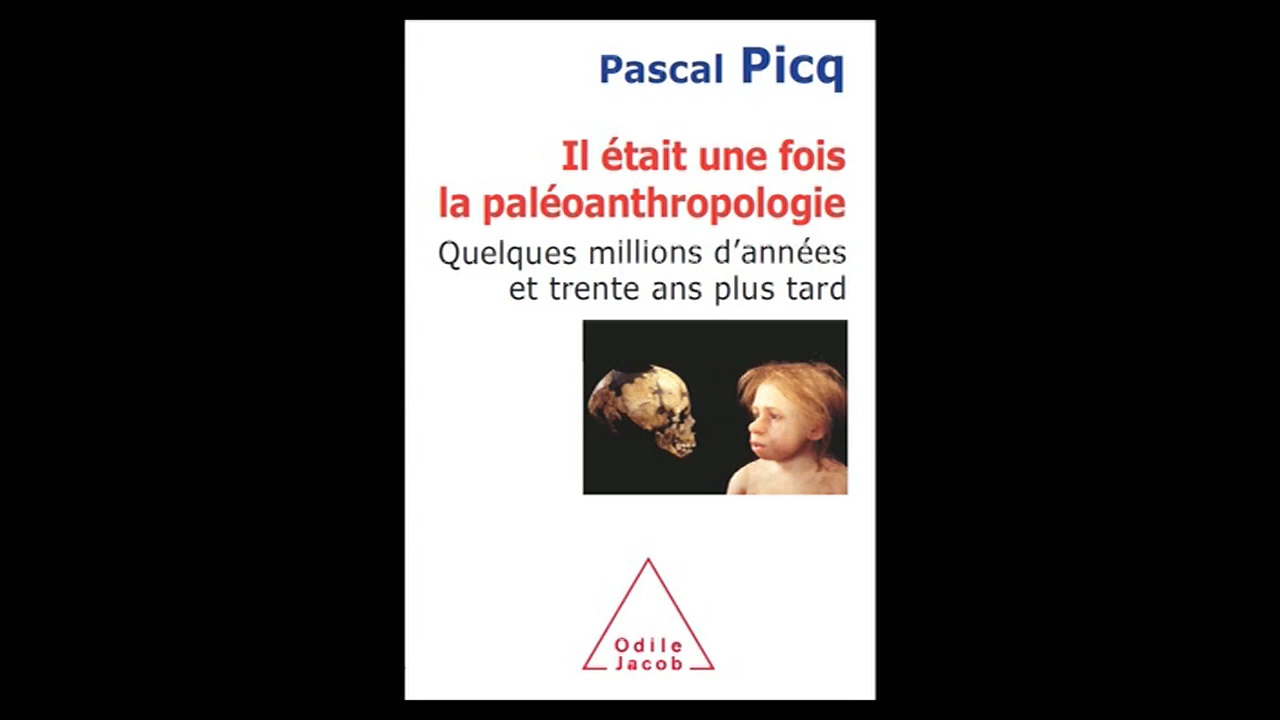 Pascal Picq
Il était une fois
la paléoanthropologie
Quelques millions d'années
et trente ans plus tard
Odile
Jacob